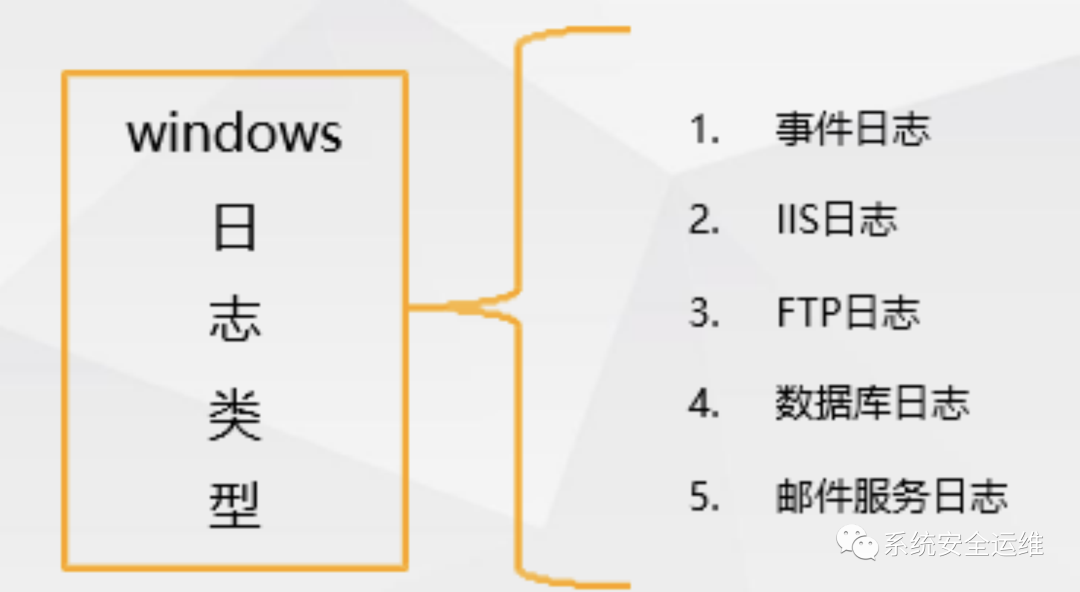 windows
日
志
类
型
1. 事件日志
2. IIS日志
3. FTP日志
4. 数据库日志
5. 邮件服务日志
系统安全运维